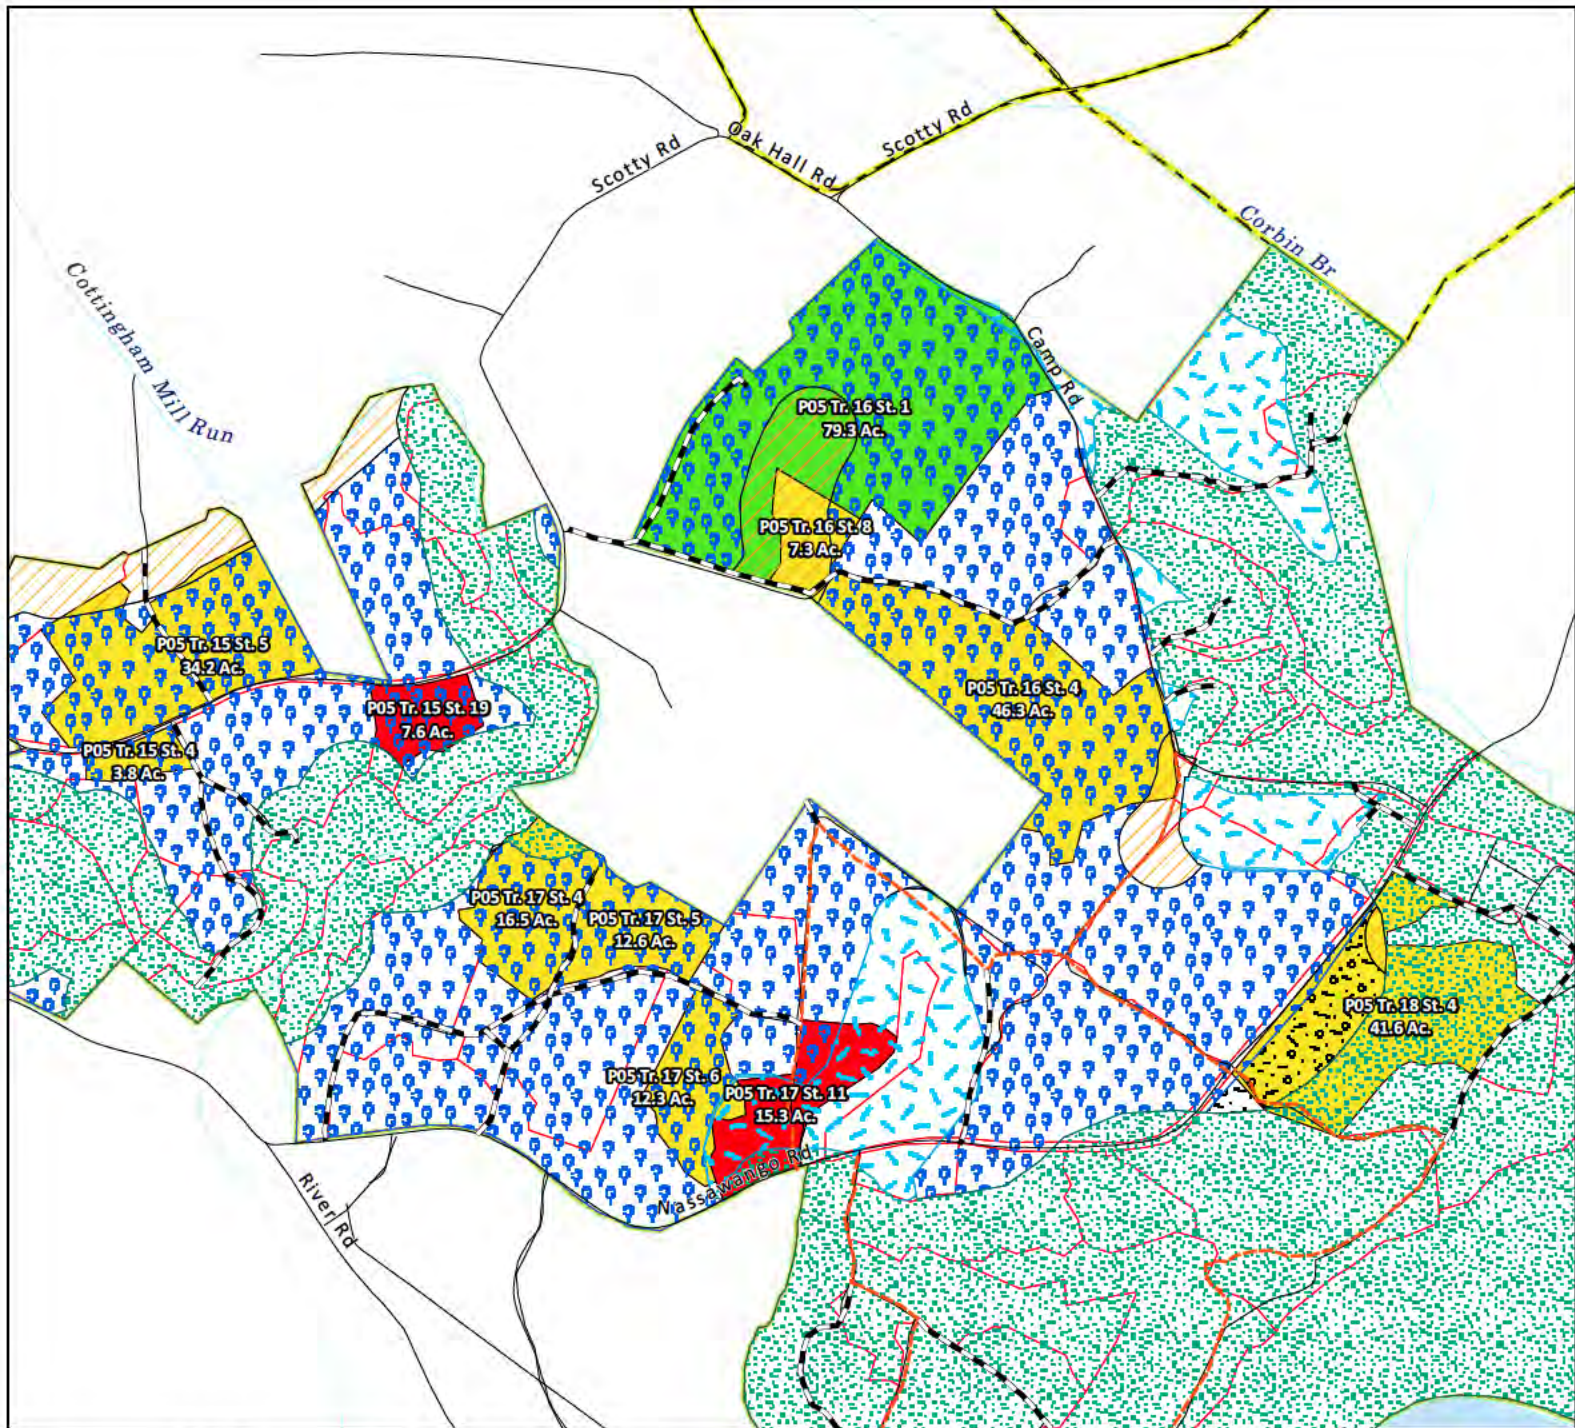 Oak Hall Rd
Scotty Rd
Scotty Rd
Corbin Br
Cottingham Mill Run
Camp Rd
P05 Tr. 16 St. 1
79.3 Ac.
P05 Tr. 16 St. 8
7.3 Ac.
P05 Tr. 15 St. 5
34.2 Ac.
P05 Tr. 16 St. 4
46.3 Ac.
P05 Tr. 15 St. 19
7.6 Ac.
P05 Tr. 15 St. 4
3.8 Ac.
P05 Tr. 17 St. 4
16.5 Ac.
P05 Tr. 17 St. 5
12.6 Ac.
P05 Tr. 18 St. 4
41.6 Ac.
P05 Tr. 17 St. 6
12.3 Ac.
P05 Tr. 17 St. 11
15.3 Ac.
Nassawango Rd
River Rd